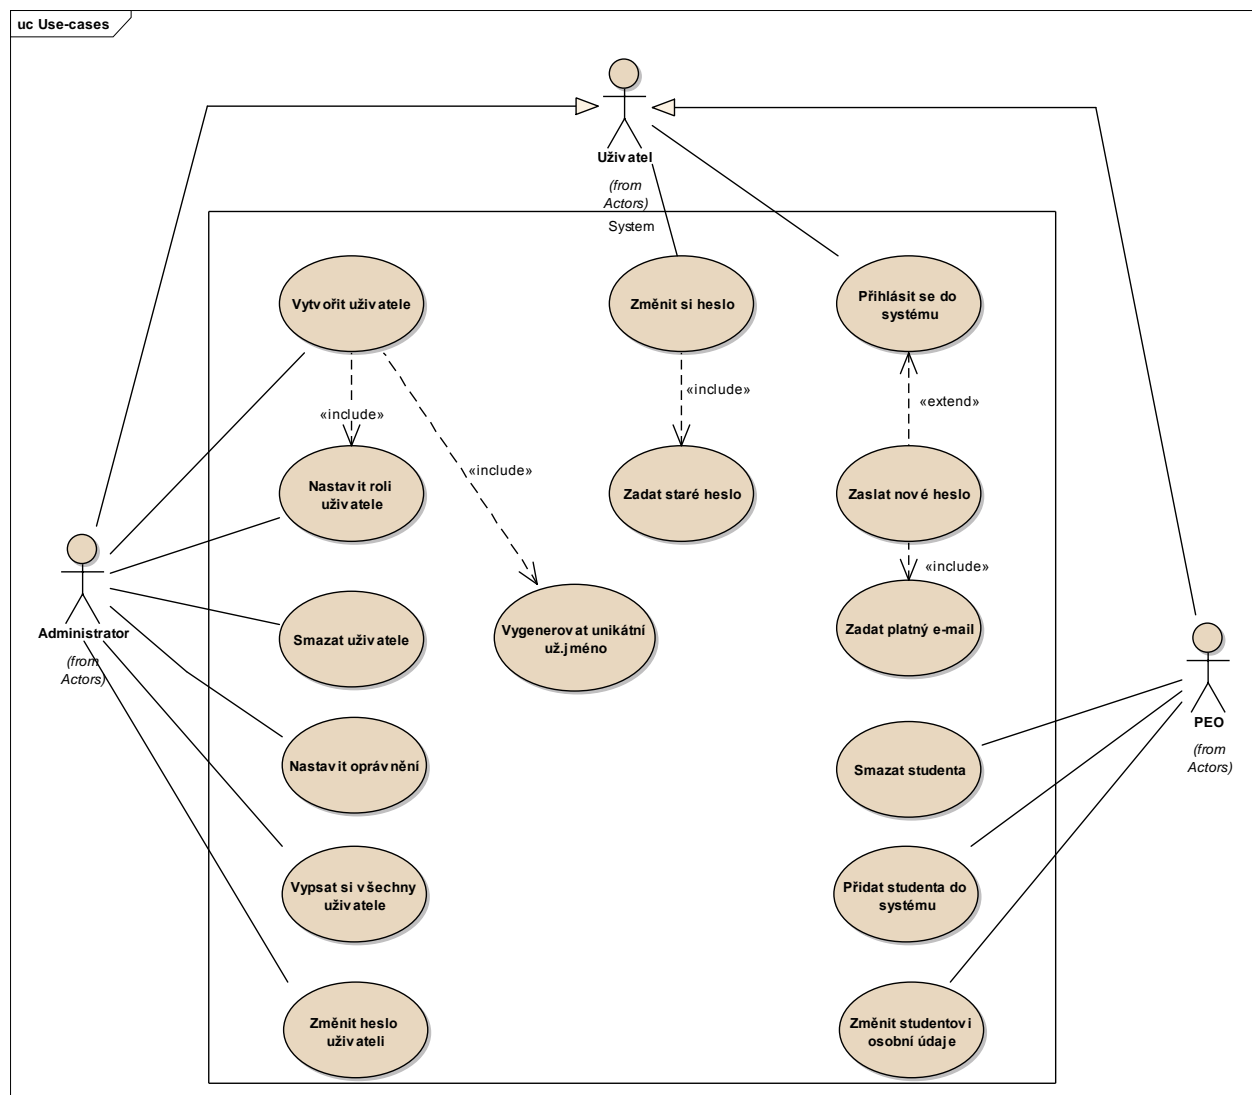 uc Use-cases
Uživatel
(from
Actors)
System
Vytvořit uživatele
Změnit si heslo
Přihlásit se do
systému
«include»
«include»
«extend»
«include»
Nastavit roli
uživatele
Zadat staré heslo
Zaslat nové heslo
«include»
Administrator
(from
Actors)
Smazat uživatele
Vygenerovat unikátní
už.jméno
Zadat platný e-mail
PEO
(from
Actors)
Nastavit oprávnění
Smazat studenta
Vypsat si všechny
uživatele
Přidat studenta do
systému
Změnit heslo
uživateli
Změnit studentovi
osobní údaje